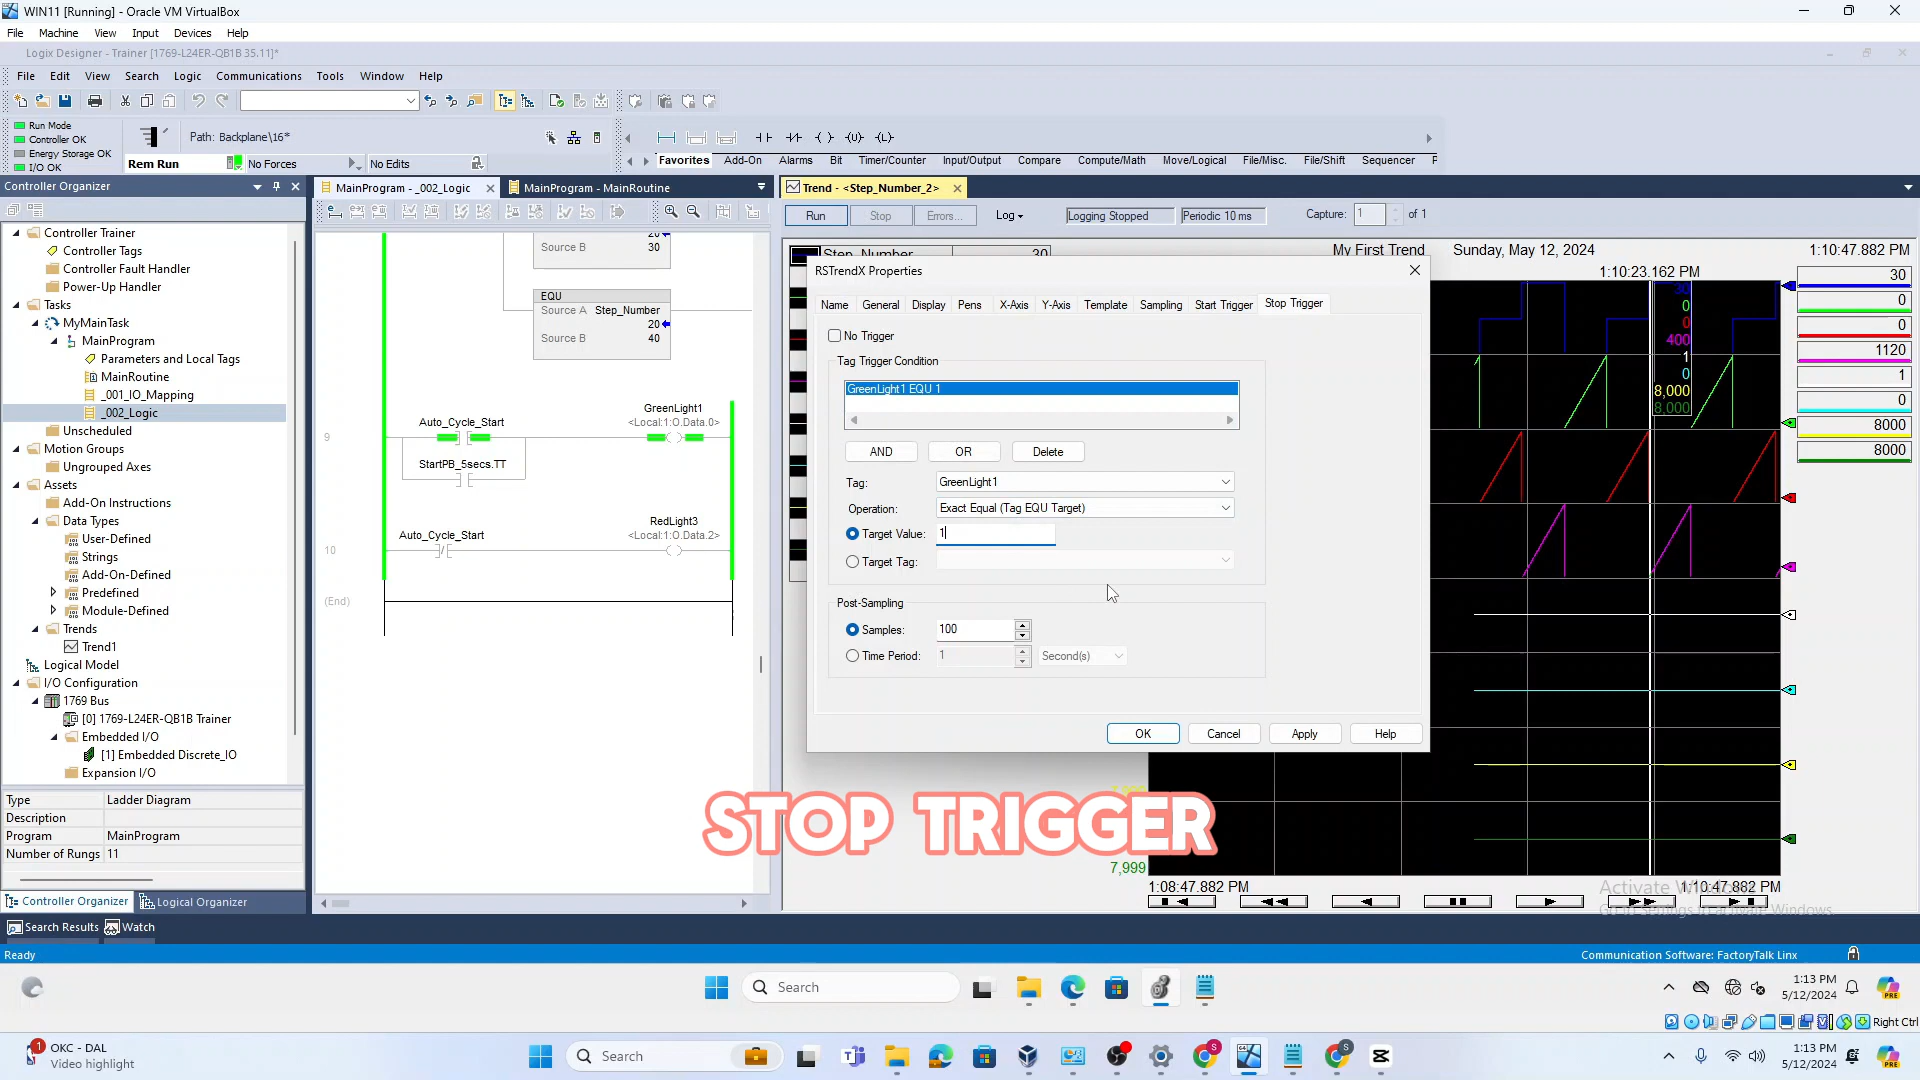 WIN11 [Running] - Oracle VM VirtualBox
File Machine View Input Devices Help
Logix Designer - Trainer [1769-L24ER-QB1B 35.11]*
File Edit View Search Logic Communications Tools Window Help
Run Mode
Controller OK
Energy Storage OK
I/O OK
Path: Backplane\16*
Rem Run No Forces No Edits
Favorites Add-On Alarms Bit Timer/Counter Input/Output Compare Compute/Math Move/Logical File/Misc. File/Shift Sequencer P
Controller Organizer
Controller Trainer
Controller Tags
Controller Fault Handler
Power-Up Handler
Tasks
MyMainTask
MainProgram
Parameters and Local Tags
MainRoutine
_001_IO_Mapping
_002_Logic
Unscheduled
Motion Groups
Ungrouped Axes
Assets
Add-On Instructions
Data Types
User-Defined
Strings
Add-On-Defined
Predefined
Module-Defined
Trends
Trend1
Logical Model
I/O Configuration
1769 Bus
[0] 1769-L24ER-QB1B Trainer
Embedded I/O
[1] Embedded Discrete_IO
Expansion I/O
Type Ladder Diagram
Description
Program MainProgram
Number of Rungs 11
Controller Organizer Logical Organizer
MainProgram - _002_Logic MainProgram - MainRoutine
20
Source B 30
EQU
Source A Step_Number
20
Source B 40
Auto_Cycle_Start GreenLight1
<Local:1:O.Data.0>
9
StartPB_5secs.TT
Auto_Cycle_Start RedLight3
<Local:1:O.Data.2>
10
(End)
Trend - <Step_Number_2>
Run Stop Errors... Log Logging Stopped Periodic 10 ms Capture: 1 of 1
Step_Number 30
My First Trend Sunday, May 12, 2024 1:10:47.882 PM
1:10:23.162 PM
30
0
0
1120
1
0
8000
8000
30
0
0
400
1
0
8,000
8,000
7,999
1:08:47.882 PM 1:10:47.882 PM
RSTrendX Properties
Name General Display Pens X-Axis Y-Axis Template Sampling Start Trigger Stop Trigger
No Trigger
Tag Trigger Condition
GreenLight1 EQU 1
AND OR Delete
Tag: GreenLight1
Operation: Exact Equal (Tag EQU Target)
Target Value: 1
Target Tag:
Post-Sampling
Samples: 100
Time Period: 1 Second(s)
OK Cancel Apply Help
STOP TRIGGER
Search Results Watch
Ready Communication Software: FactoryTalk Linx
Search
1:13 PM
5/12/2024
PRE
Right Ctrl
1
OKC - DAL
Video highlight
Search
1:13 PM
5/12/2024
PRE